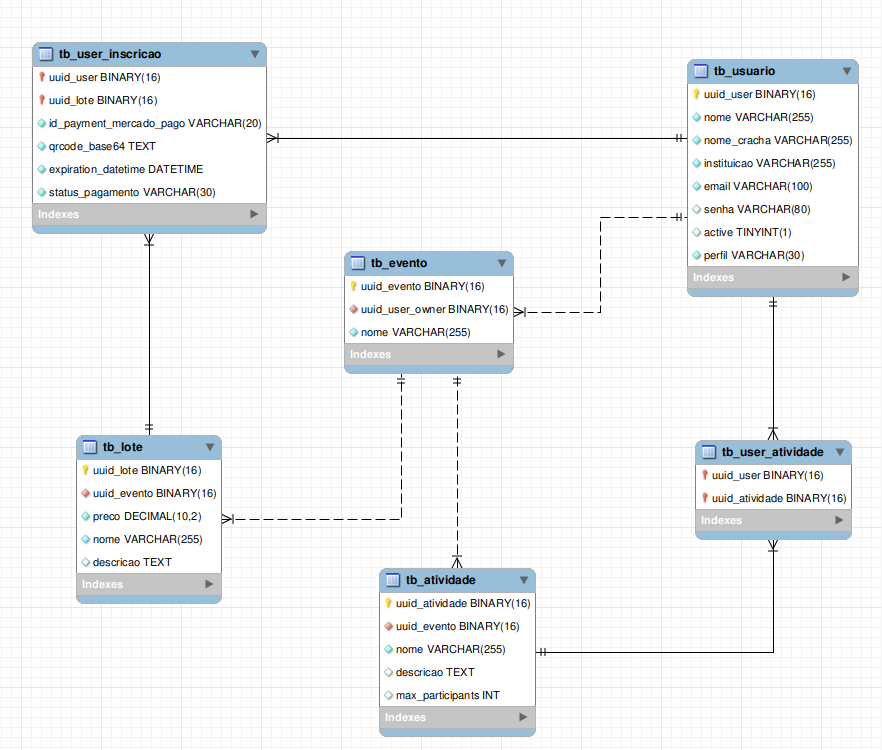 tb_user_inscricao
uuid_user BINARY(16)
uuid_lote BINARY(16)
id_payment_mercado_pago VARCHAR(20)
qrcode_base64 TEXT
expiration_datetime DATETIME
status_pagamento VARCHAR(30)
Indexes
tb_usuario
uuid_user BINARY(16)
nome VARCHAR(255)
nome_cracha VARCHAR(255)
instituicao VARCHAR(255)
email VARCHAR(100)
senha VARCHAR(80)
active TINYINT(1)
perfil VARCHAR(30)
Indexes
tb_evento
uuid_evento BINARY(16)
uuid_user_owner BINARY(16)
nome VARCHAR(255)
Indexes
tb_lote
uuid_lote BINARY(16)
uuid_evento BINARY(16)
preco DECIMAL(10,2)
nome VARCHAR(255)
descricao TEXT
Indexes
tb_user_atividade
uuid_user BINARY(16)
uuid_atividade BINARY(16)
Indexes
tb_atividade
uuid_atividade BINARY(16)
uuid_evento BINARY(16)
nome VARCHAR(255)
descricao TEXT
max_participants INT
Indexes